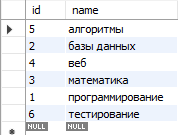 id name
5 алгоритмы
2 базы данных
4 веб
3 математика
1 программирование
6 тестирование
NULL NULL